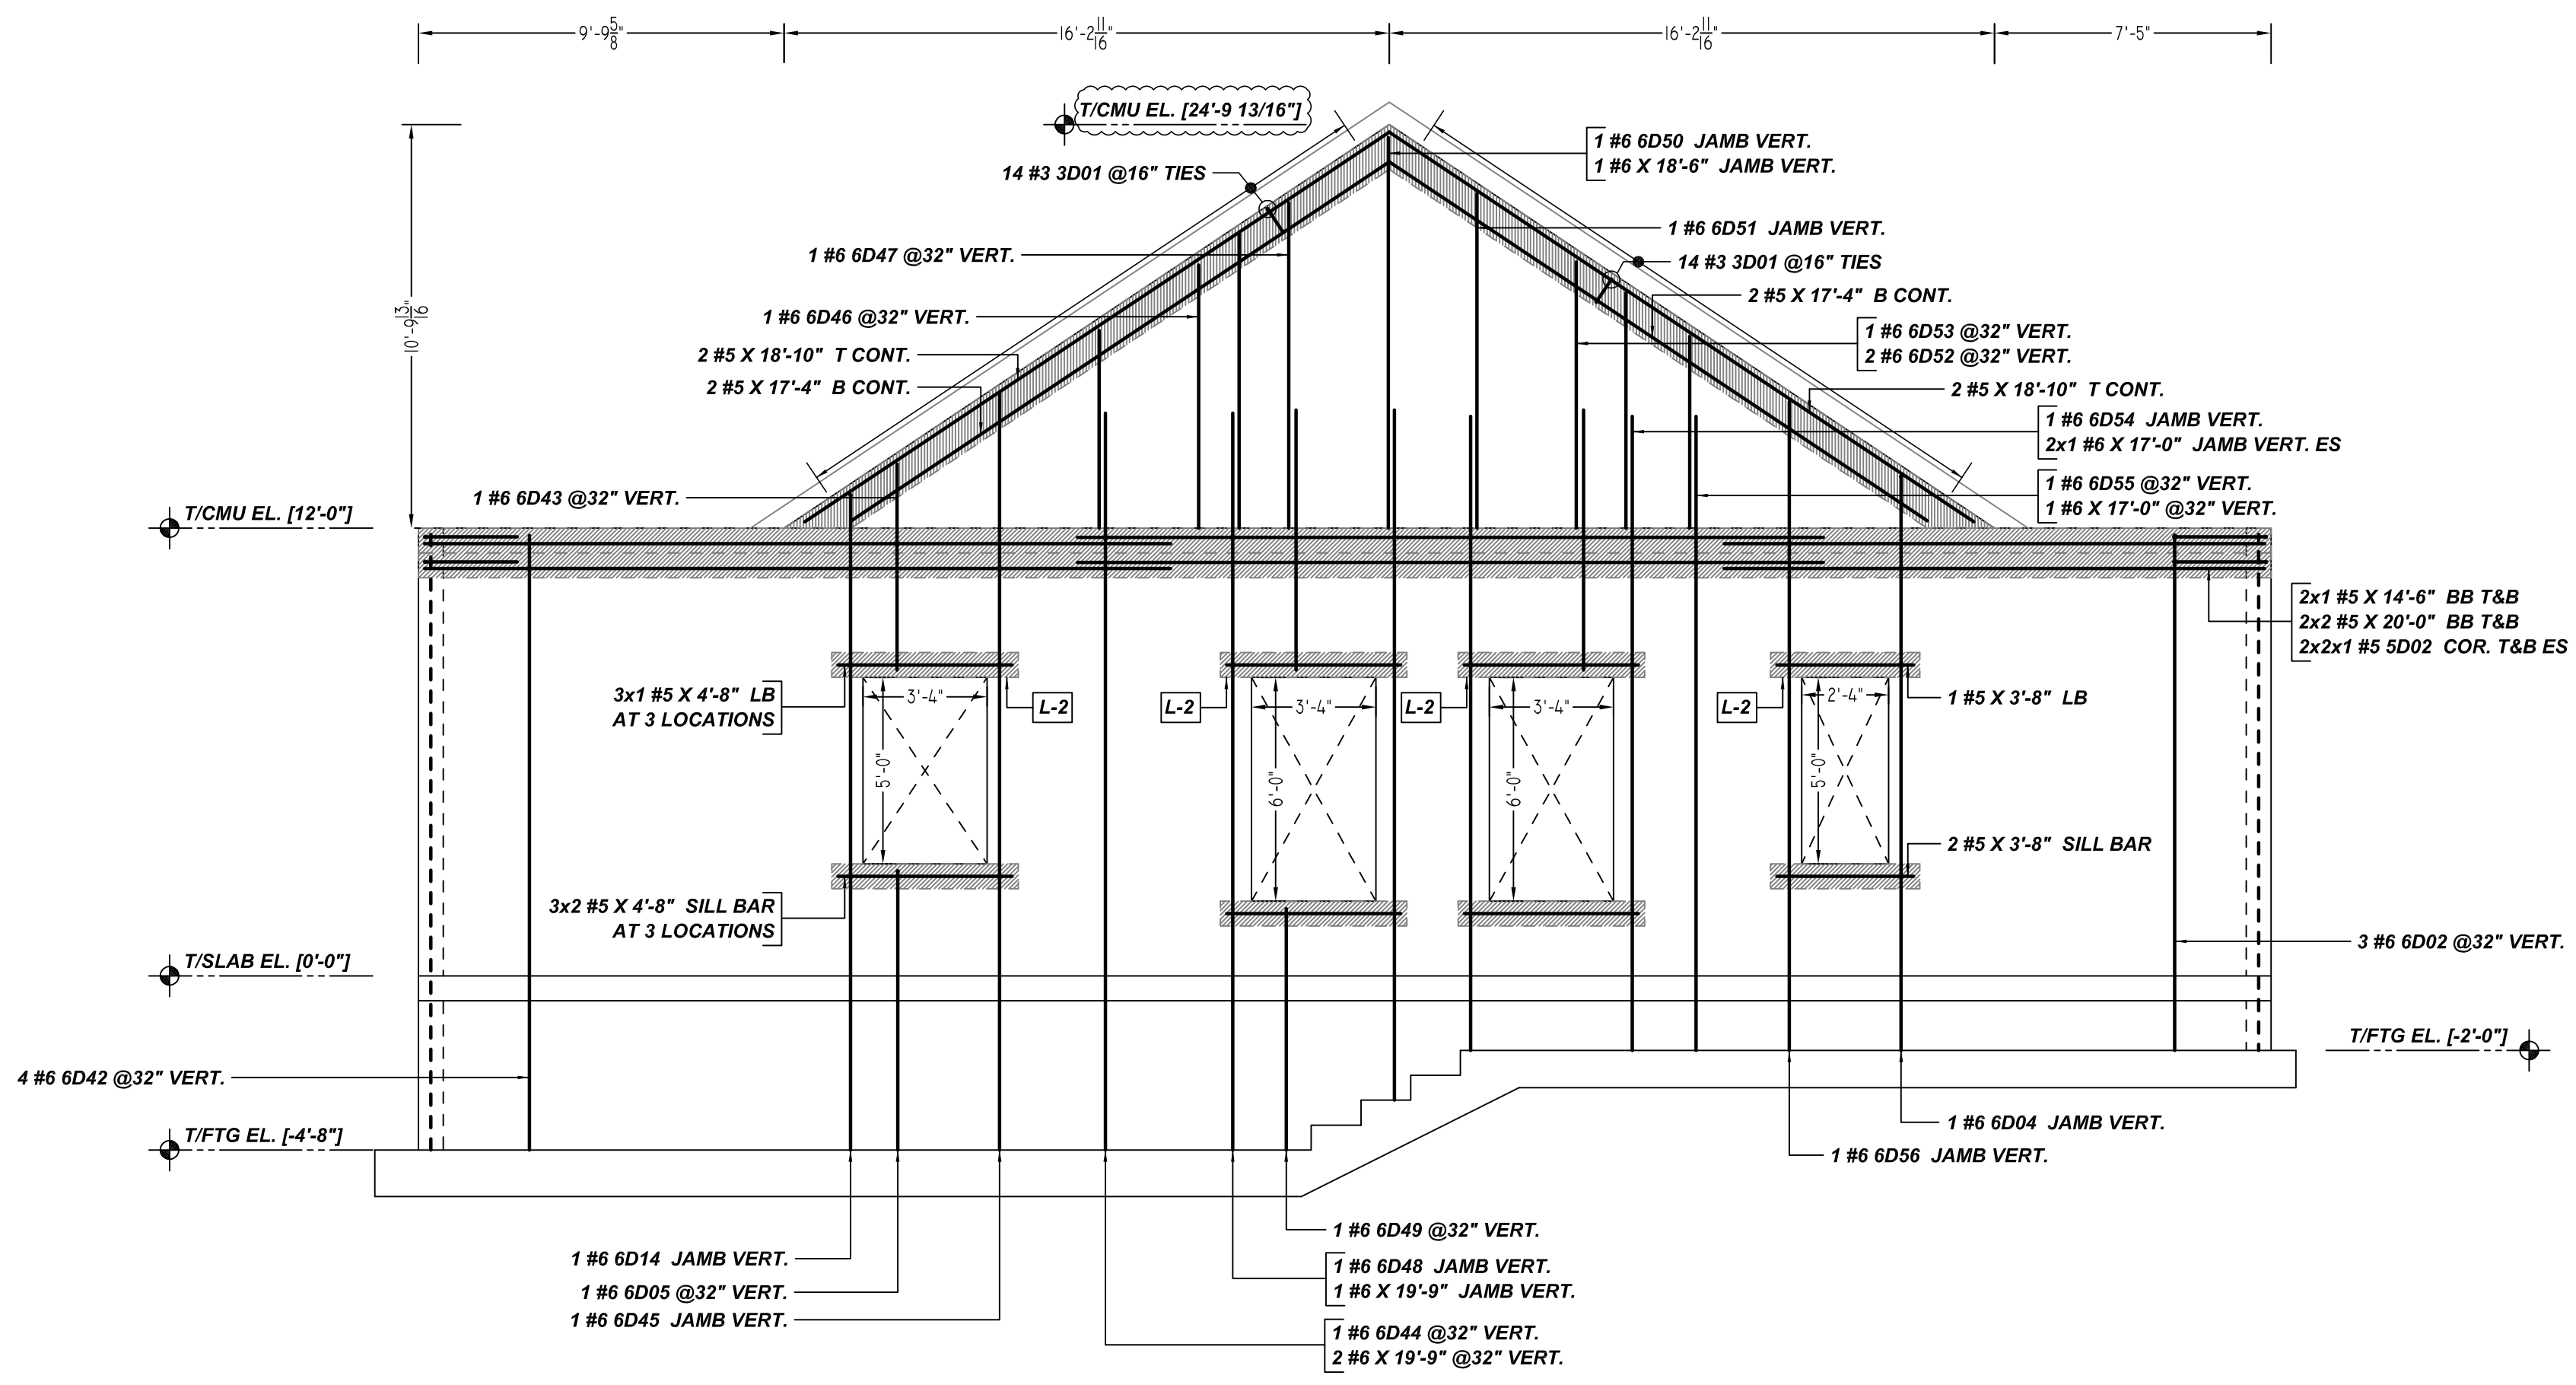 9'-9 5/8"
16'-2 11/16"
16'-2 11/16"
7'-5"
T/CMU EL. [24'-9 13/16"]
14 #3 3D01 @16" TIES
1 #6 6D47 @32" VERT.
1 #6 6D46 @32" VERT.
2 #5 X 18'-10" T CONT.
2 #5 X 17'-4" B CONT.
1 #6 6D43 @32" VERT.
10'-9 13/16"
T/CMU EL. [12'-0"]
1 #6 6D50 JAMB VERT.
1 #6 X 18'-6" JAMB VERT.
1 #6 6D51 JAMB VERT.
14 #3 3D01 @16" TIES
2 #5 X 17'-4" B CONT.
1 #6 6D53 @32" VERT.
2 #6 6D52 @32" VERT.
2 #5 X 18'-10" T CONT.
1 #6 6D54 JAMB VERT.
2x1 #6 X 17'-0" JAMB VERT. ES
1 #6 6D55 @32" VERT.
1 #6 X 17'-0" @32" VERT.
2x1 #5 X 14'-6" BB T&B
2x2 #5 X 20'-0" BB T&B
2x2x1 #5 5D02 COR. T&B ES
3x1 #5 X 4'-8" LB
AT 3 LOCATIONS
3'-4"
5'-0"
L-2
L-2
3'-4"
6'-0"
L-2
3'-4"
6'-0"
L-2
2'-4"
5'-0"
1 #5 X 3'-8" LB
2 #5 X 3'-8" SILL BAR
3x2 #5 X 4'-8" SILL BAR
AT 3 LOCATIONS
3 #6 6D02 @32" VERT.
T/SLAB EL. [0'-0"]
T/FTG EL. [-2'-0"]
4 #6 6D42 @32" VERT.
T/FTG EL. [-4'-8"]
1 #6 6D04 JAMB VERT.
1 #6 6D56 JAMB VERT.
1 #6 6D14 JAMB VERT.
1 #6 6D05 @32" VERT.
1 #6 6D45 JAMB VERT.
1 #6 6D49 @32" VERT.
1 #6 6D48 JAMB VERT.
1 #6 X 19'-9" JAMB VERT.
1 #6 6D44 @32" VERT.
2 #6 X 19'-9" @32" VERT.